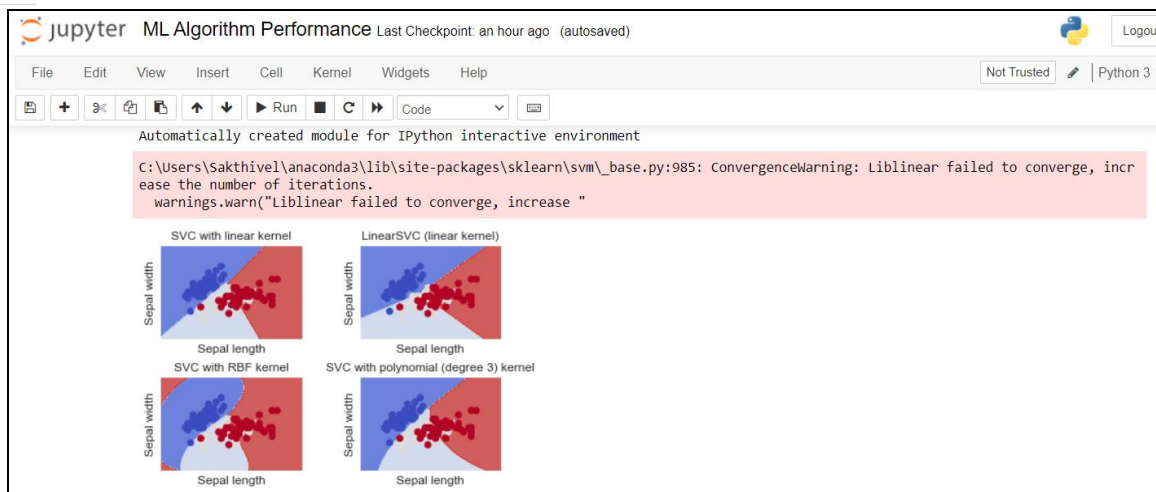 jupyter ML Algorithm Performance Last Checkpoint: an hour ago (autosaved)
Logou
File Edit View Insert Cell Kernel Widgets Help
Not Trusted Python 3
Run Code
Automatically created module for IPython interactive environment
C:\Users\Sakthivel\anaconda3\lib\site-packages\sklearn\svm\_base.py:985: ConvergenceWarning: Liblinear failed to converge, incr
ease the number of iterations.
warnings.warn("Liblinear failed to converge, increase "
SVC with linear kernel LinearSVC (linear kernel)
Sepal width Sepal width
Sepal length Sepal length
SVC with RBF kernel SVC with polynomial (degree 3) kernel
Sepal width Sepal width
Sepal length Sepal length